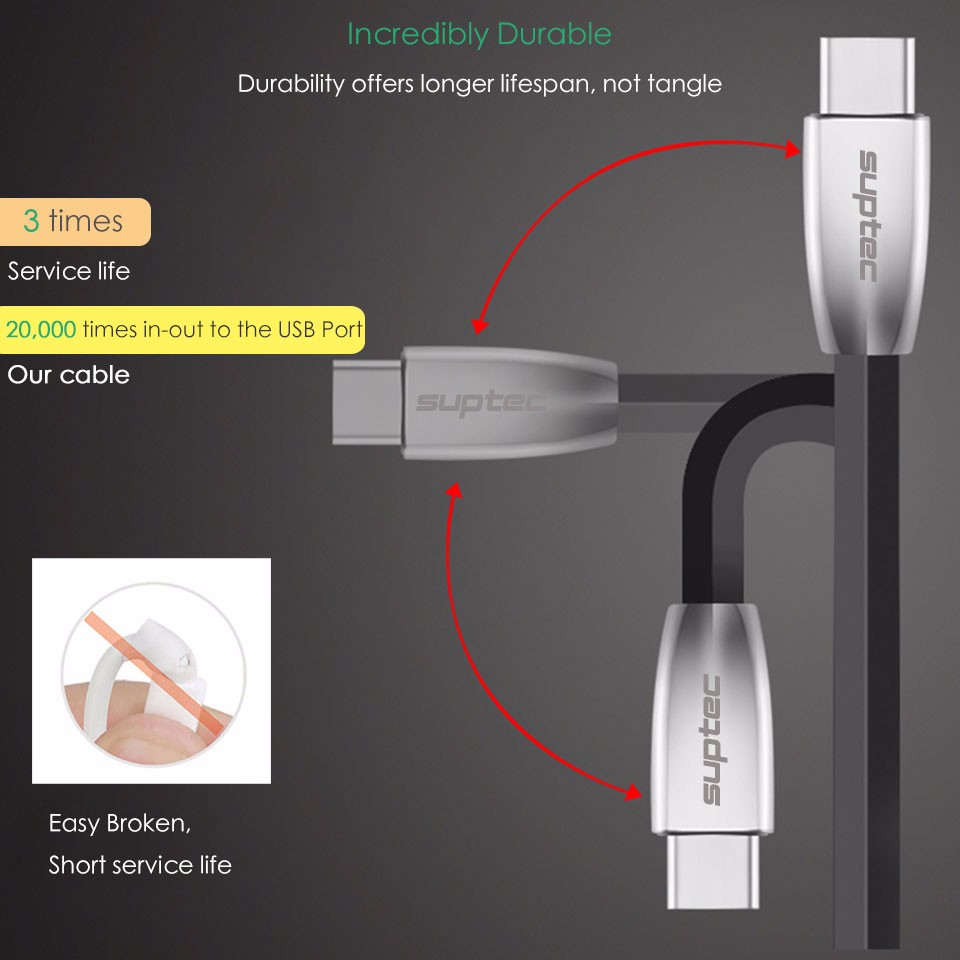 Incredibly Durable
Durability offers longer lifespan, not tangle
suptec
3 times
Service life
20,000 times in-out to the USB Port
Our cable
suptec
suptec
Easy Broken,
Short service life